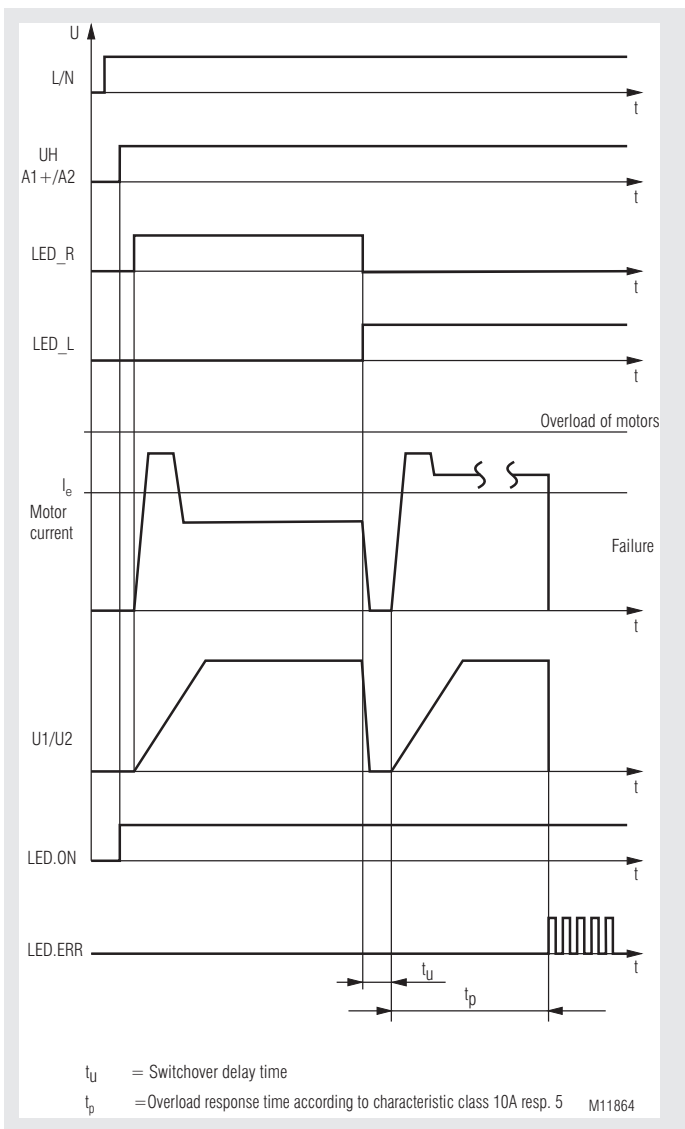 U
L/N
t
UH
A1+/A2
t
LED_R
t
LED_L
t
Overload of motors
Ie
Motor
current
Failure
t
U1/U2
t
LED.ON
t
LED.ERR
t
tU
tp
tU = Switchover delay time
tp =Overload response time according to characteristic class 10A resp. 5
M11864